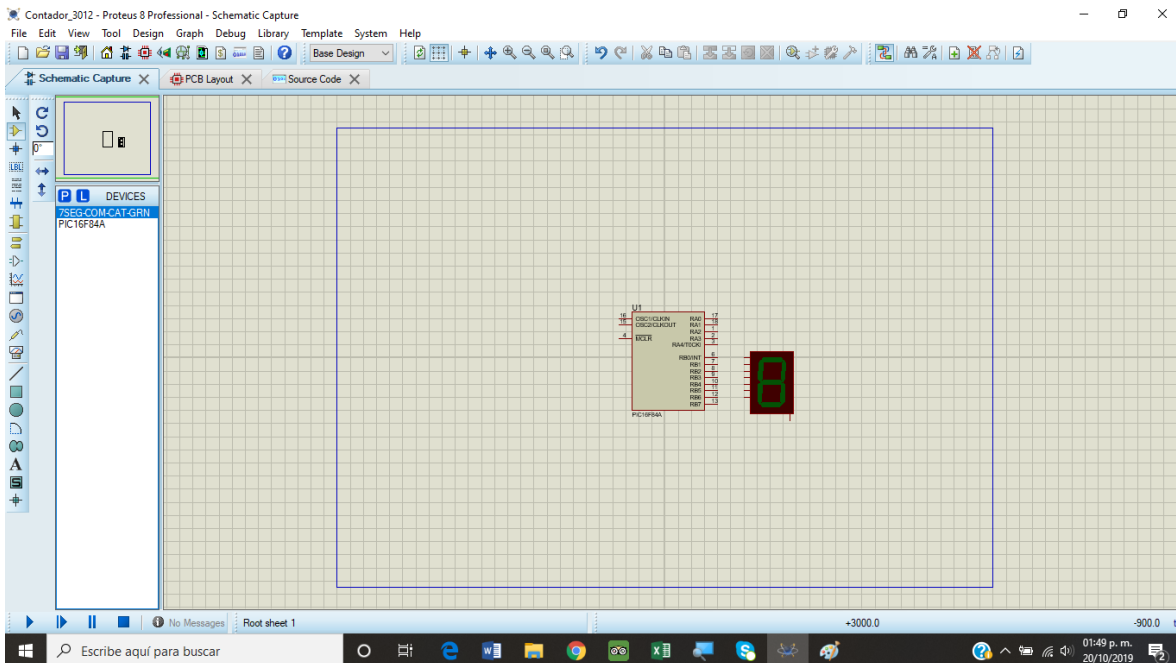 Contador_3012 - Proteus 8 Professional - Schematic Capture
File Edit View Tool Design Graph Debug Library Template System Help
Base Design
Schematic Capture PCB Layout Source Code
0°
LBL
P L DEVICES
7SEG-COM-CAT-GRN
PIC16F84A
A
S
U1
16 OSC1/CLKIN RA0 17
15 OSC2/CLKOUT RA1 18
RA2 1
4 MCLR RA3 2
RA4/T0CKI 3
RB0/INT 6
RB1 7
RB2 8
RB3 9
RB4 10
RB5 11
RB6 12
RB7 13
PIC16F84A
No Messages Root sheet 1 +3000.0 -900.0
Escribe aquí para buscar
01:49 p. m.
20/10/2019